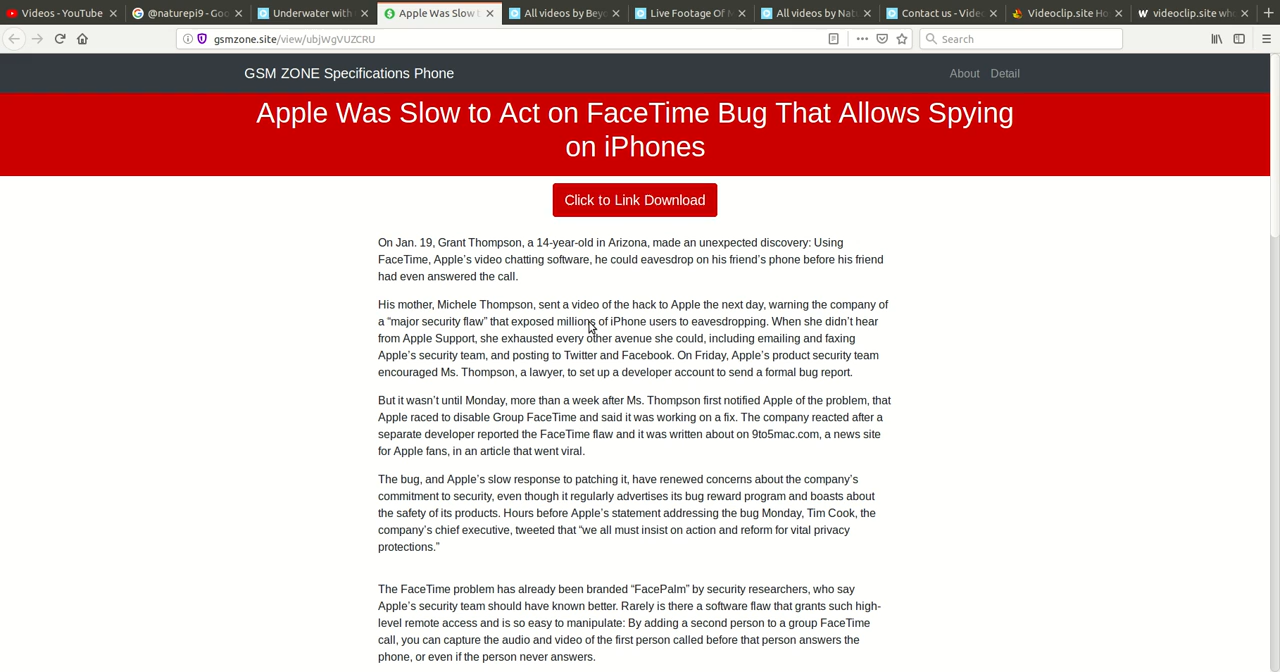 Videos - YouTube
@naturepi9 - Goo
Underwater with
Apple Was Slow
All videos by Bey
Live Footage Of
All videos by Nat
Contact us - Vide
Videoclip.site Ho
videoclip.site wh
gsmzone.site/view/ubjWgVUZCRU
Search
GSM ZONE Specifications Phone
About
Detail
Apple Was Slow to Act on FaceTime Bug That Allows Spying
on iPhones
Click to Link Download
On Jan. 19, Grant Thompson, a 14-year-old in Arizona, made an unexpected discovery: Using
FaceTime, Apple’s video chatting software, he could eavesdrop on his friend’s phone before his friend
had even answered the call.
His mother, Michele Thompson, sent a video of the hack to Apple the next day, warning the company of
a “major security flaw” that exposed millions of iPhone users to eavesdropping. When she didn’t hear
from Apple Support, she exhausted every other avenue she could, including emailing and faxing
Apple’s security team, and posting to Twitter and Facebook. On Friday, Apple’s product security team
encouraged Ms. Thompson, a lawyer, to set up a developer account to send a formal bug report.
But it wasn’t until Monday, more than a week after Ms. Thompson first notified Apple of the problem, that
Apple raced to disable Group FaceTime and said it was working on a fix. The company reacted after a
separate developer reported the FaceTime flaw and it was written about on 9to5mac.com, a news site
for Apple fans, in an article that went viral.
The bug, and Apple’s slow response to patching it, have renewed concerns about the company’s
commitment to security, even though it regularly advertises its bug reward program and boasts about
the safety of its products. Hours before Apple’s statement addressing the bug Monday, Tim Cook, the
company’s chief executive, tweeted that “we all must insist on action and reform for vital privacy
protections.”
The FaceTime problem has already been branded “FacePalm” by security researchers, who say
Apple’s security team should have known better. Rarely is there a software flaw that grants such high-
level remote access and is so easy to manipulate: By adding a second person to a group FaceTime
call, you can capture the audio and video of the first person called before that person answers the
phone, or even if the person never answers.